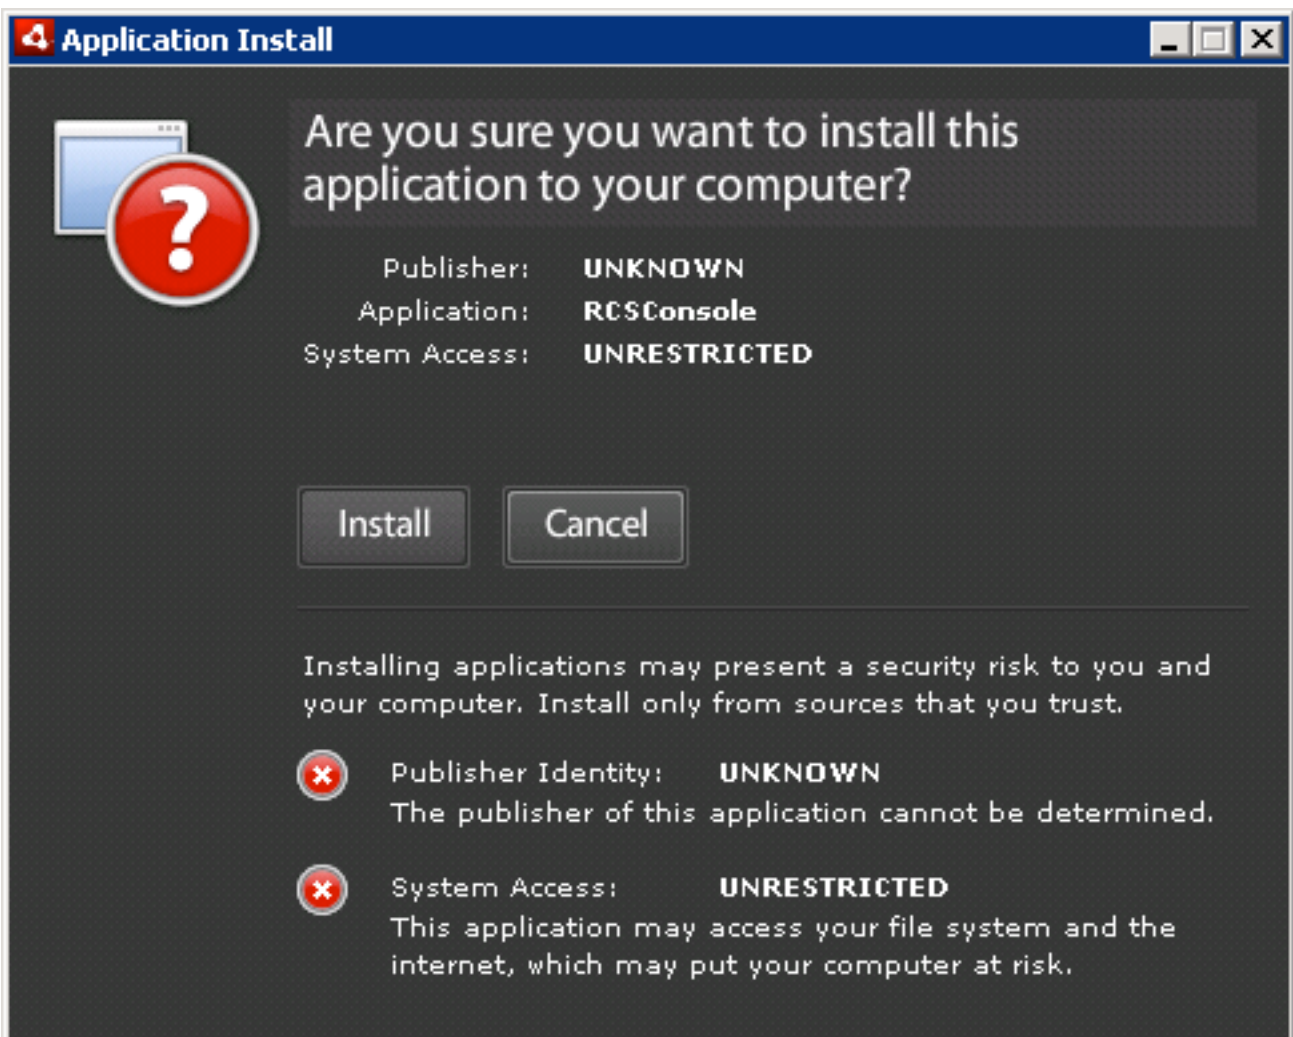 Application Install
Are you sure you want to install this
application to your computer?
Publisher: UNKNOWN
Application: RCSConsole
System Access: UNRESTRICTED
Install Cancel
Installing applications may present a security risk to you and
your computer. Install only from sources that you trust.
Publisher Identity: UNKNOWN
The publisher of this application cannot be determined.
System Access: UNRESTRICTED
This application may access your file system and the
internet, which may put your computer at risk.